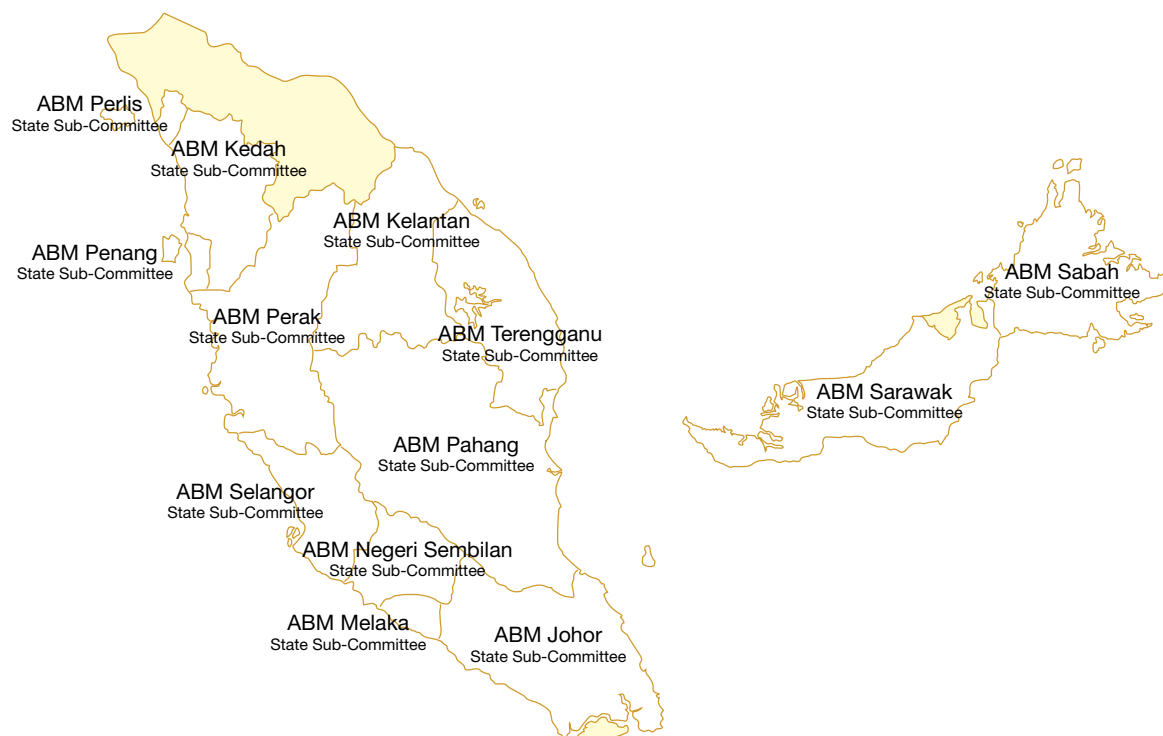 ABM Perlis
State Sub-Committee
ABM Kedah
State Sub-Committee
ABM Kelantan
State Sub-Committee
ABM Penang
State Sub-Committee
ABM Perak
State Sub-Committee
ABM Terengganu
State Sub-Committee
ABM Pahang
State Sub-Committee
ABM Selangor
State Sub-Committee
ABM Negeri Sembilan
State Sub-Committee
ABM Melaka
State Sub-Committee
ABM Johor
State Sub-Committee
ABM Sabah
State Sub-Committee
ABM Sarawak
State Sub-Committee